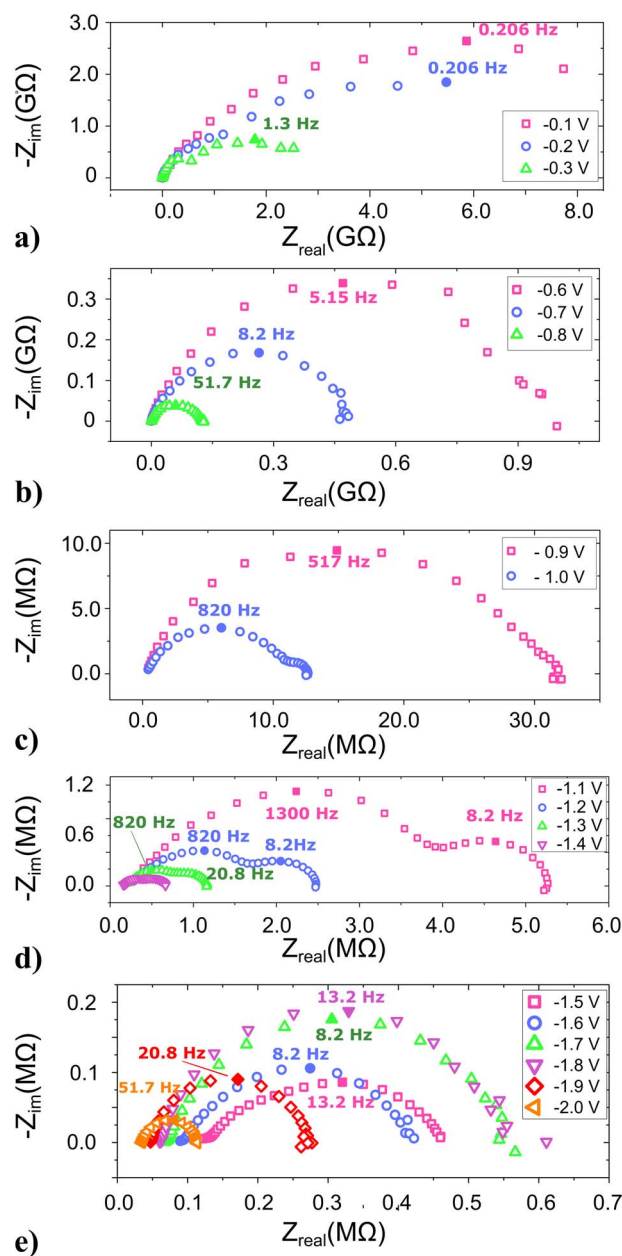 3.0
2.0
1.0
0
-Zim(GΩ)
0.206 Hz
0.206 Hz
1.3 Hz
-0.1 V
-0.2 V
-0.3 V
0.0 2.0 4.0 6.0 8.0
Zreal(GΩ)
a)
0.3
0.2
0.1
0
-Zim(GΩ)
5.15 Hz
8.2 Hz
51.7 Hz
-0.6 V
-0.7 V
-0.8 V
0.0 0.3 0.6 0.9
Zreal(GΩ)
b)
10.0
5.0
0.0
-Zim(MΩ)
517 Hz
820 Hz
- 0.9 V
- 1.0 V
0.0 10.0 20.0 30.0
Zreal(MΩ)
c)
1.2
0.6
0.0
-Zim(MΩ)
820 Hz
1300Hz
8.2 Hz
820 Hz
8.2Hz
20.8 Hz
-1.1 V
-1.2 V
-1.3 V
-1.4 V
0.0 1.0 2.0 3.0 4.0 5.0 6.0
Zreal(MΩ)
d)
0.2
0.1
0.0
-Zim(MΩ)
13.2 Hz
8.2 Hz
20.8 Hz
8.2 Hz
51.7 Hz
13.2 Hz
-1.5 V
-1.6 V
-1.7 V
-1.8 V
-1.9 V
-2.0 V
0.0 0.1 0.2 0.3 0.4 0.5 0.6 0.7
Zreal(MΩ)
e)